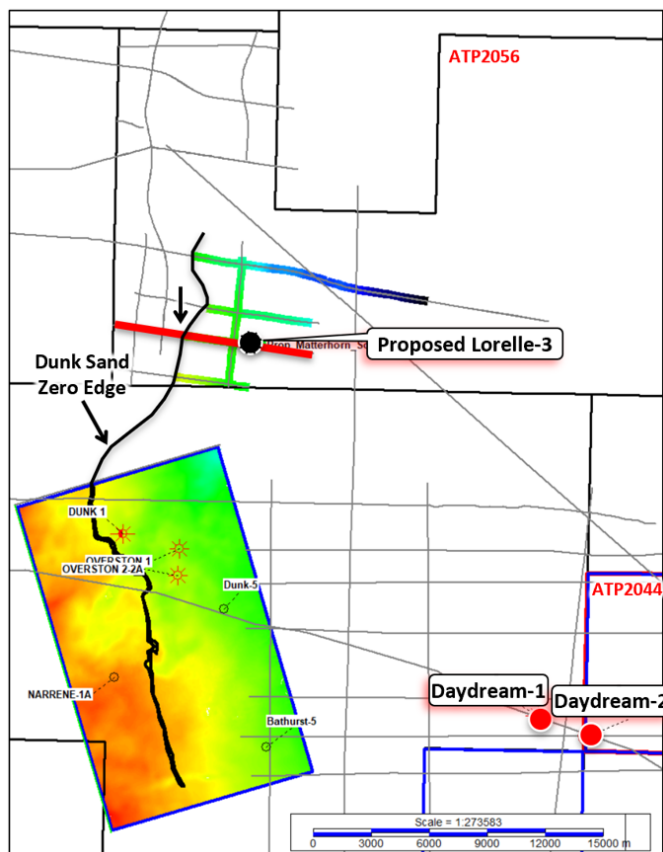 ATP2056
Proposed Lorelle-3
Prop_Matterhorn_S
Dunk Sand
Zero Edge
DUNK 1
OVERSTON 1
OVERSTON 2-2A
Dunk-5
ATP2044
NARRENE-1A
Daydream-1
Daydream-2
Bathurst-5
Scale = 1:273583
0 3000 6000 9000 12000 15000 m